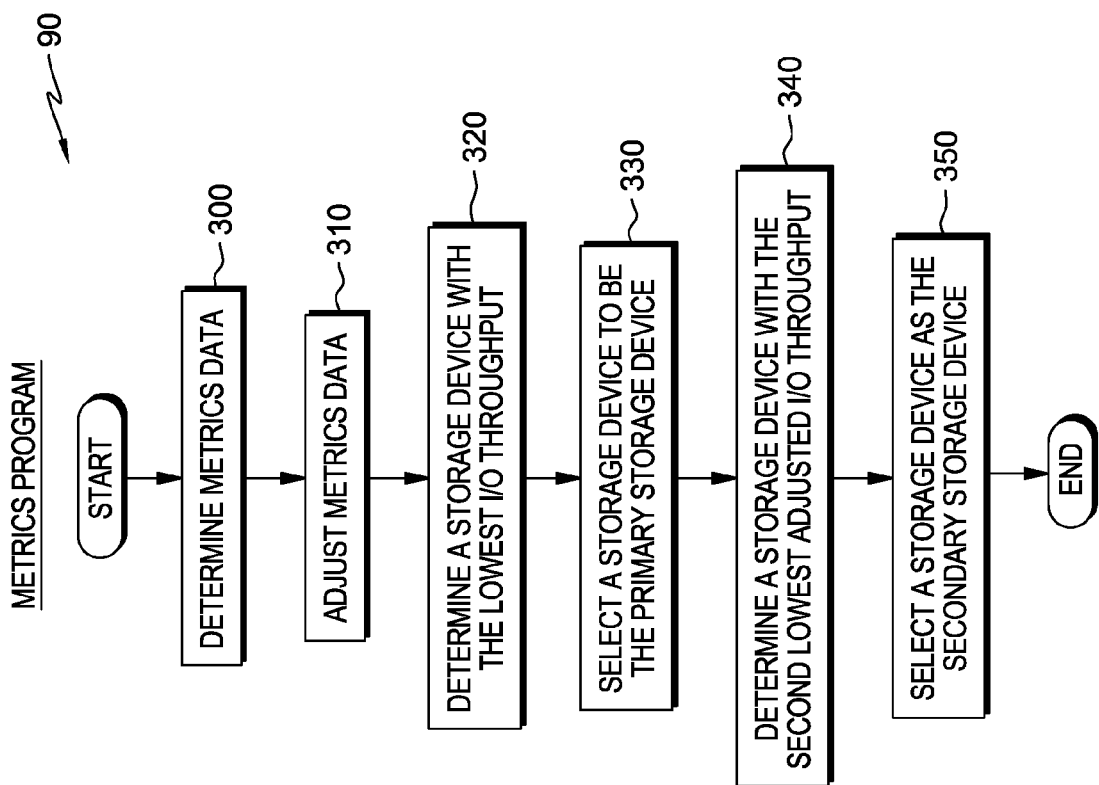 METRICS PROGRAM
90
START
DETERMINE METRICS DATA
300
ADJUST METRICS DATA
310
DETERMINE A STORAGE DEVICE WITH
THE LOWEST I/O THROUGHPUT
320
SELECT A STORAGE DEVICE TO BE
THE PRIMARY STORAGE DEVICE
330
DETERMINE A STORAGE DEVICE WITH THE
SECOND LOWEST ADJUSTED I/O THROUGHPUT
340
SELECT A STORAGE DEVICE AS THE
SECONDARY STORAGE DEVICE
350
END